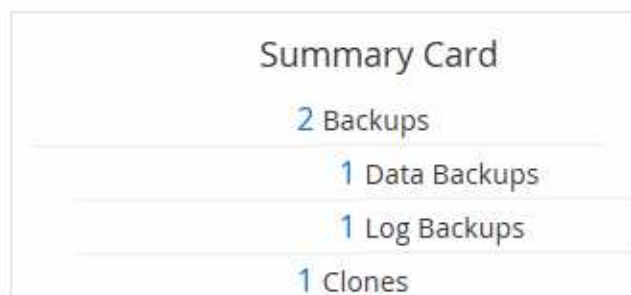 Summary Card
2 Backups
1 Data Backups
1 Log Backups
1 Clones